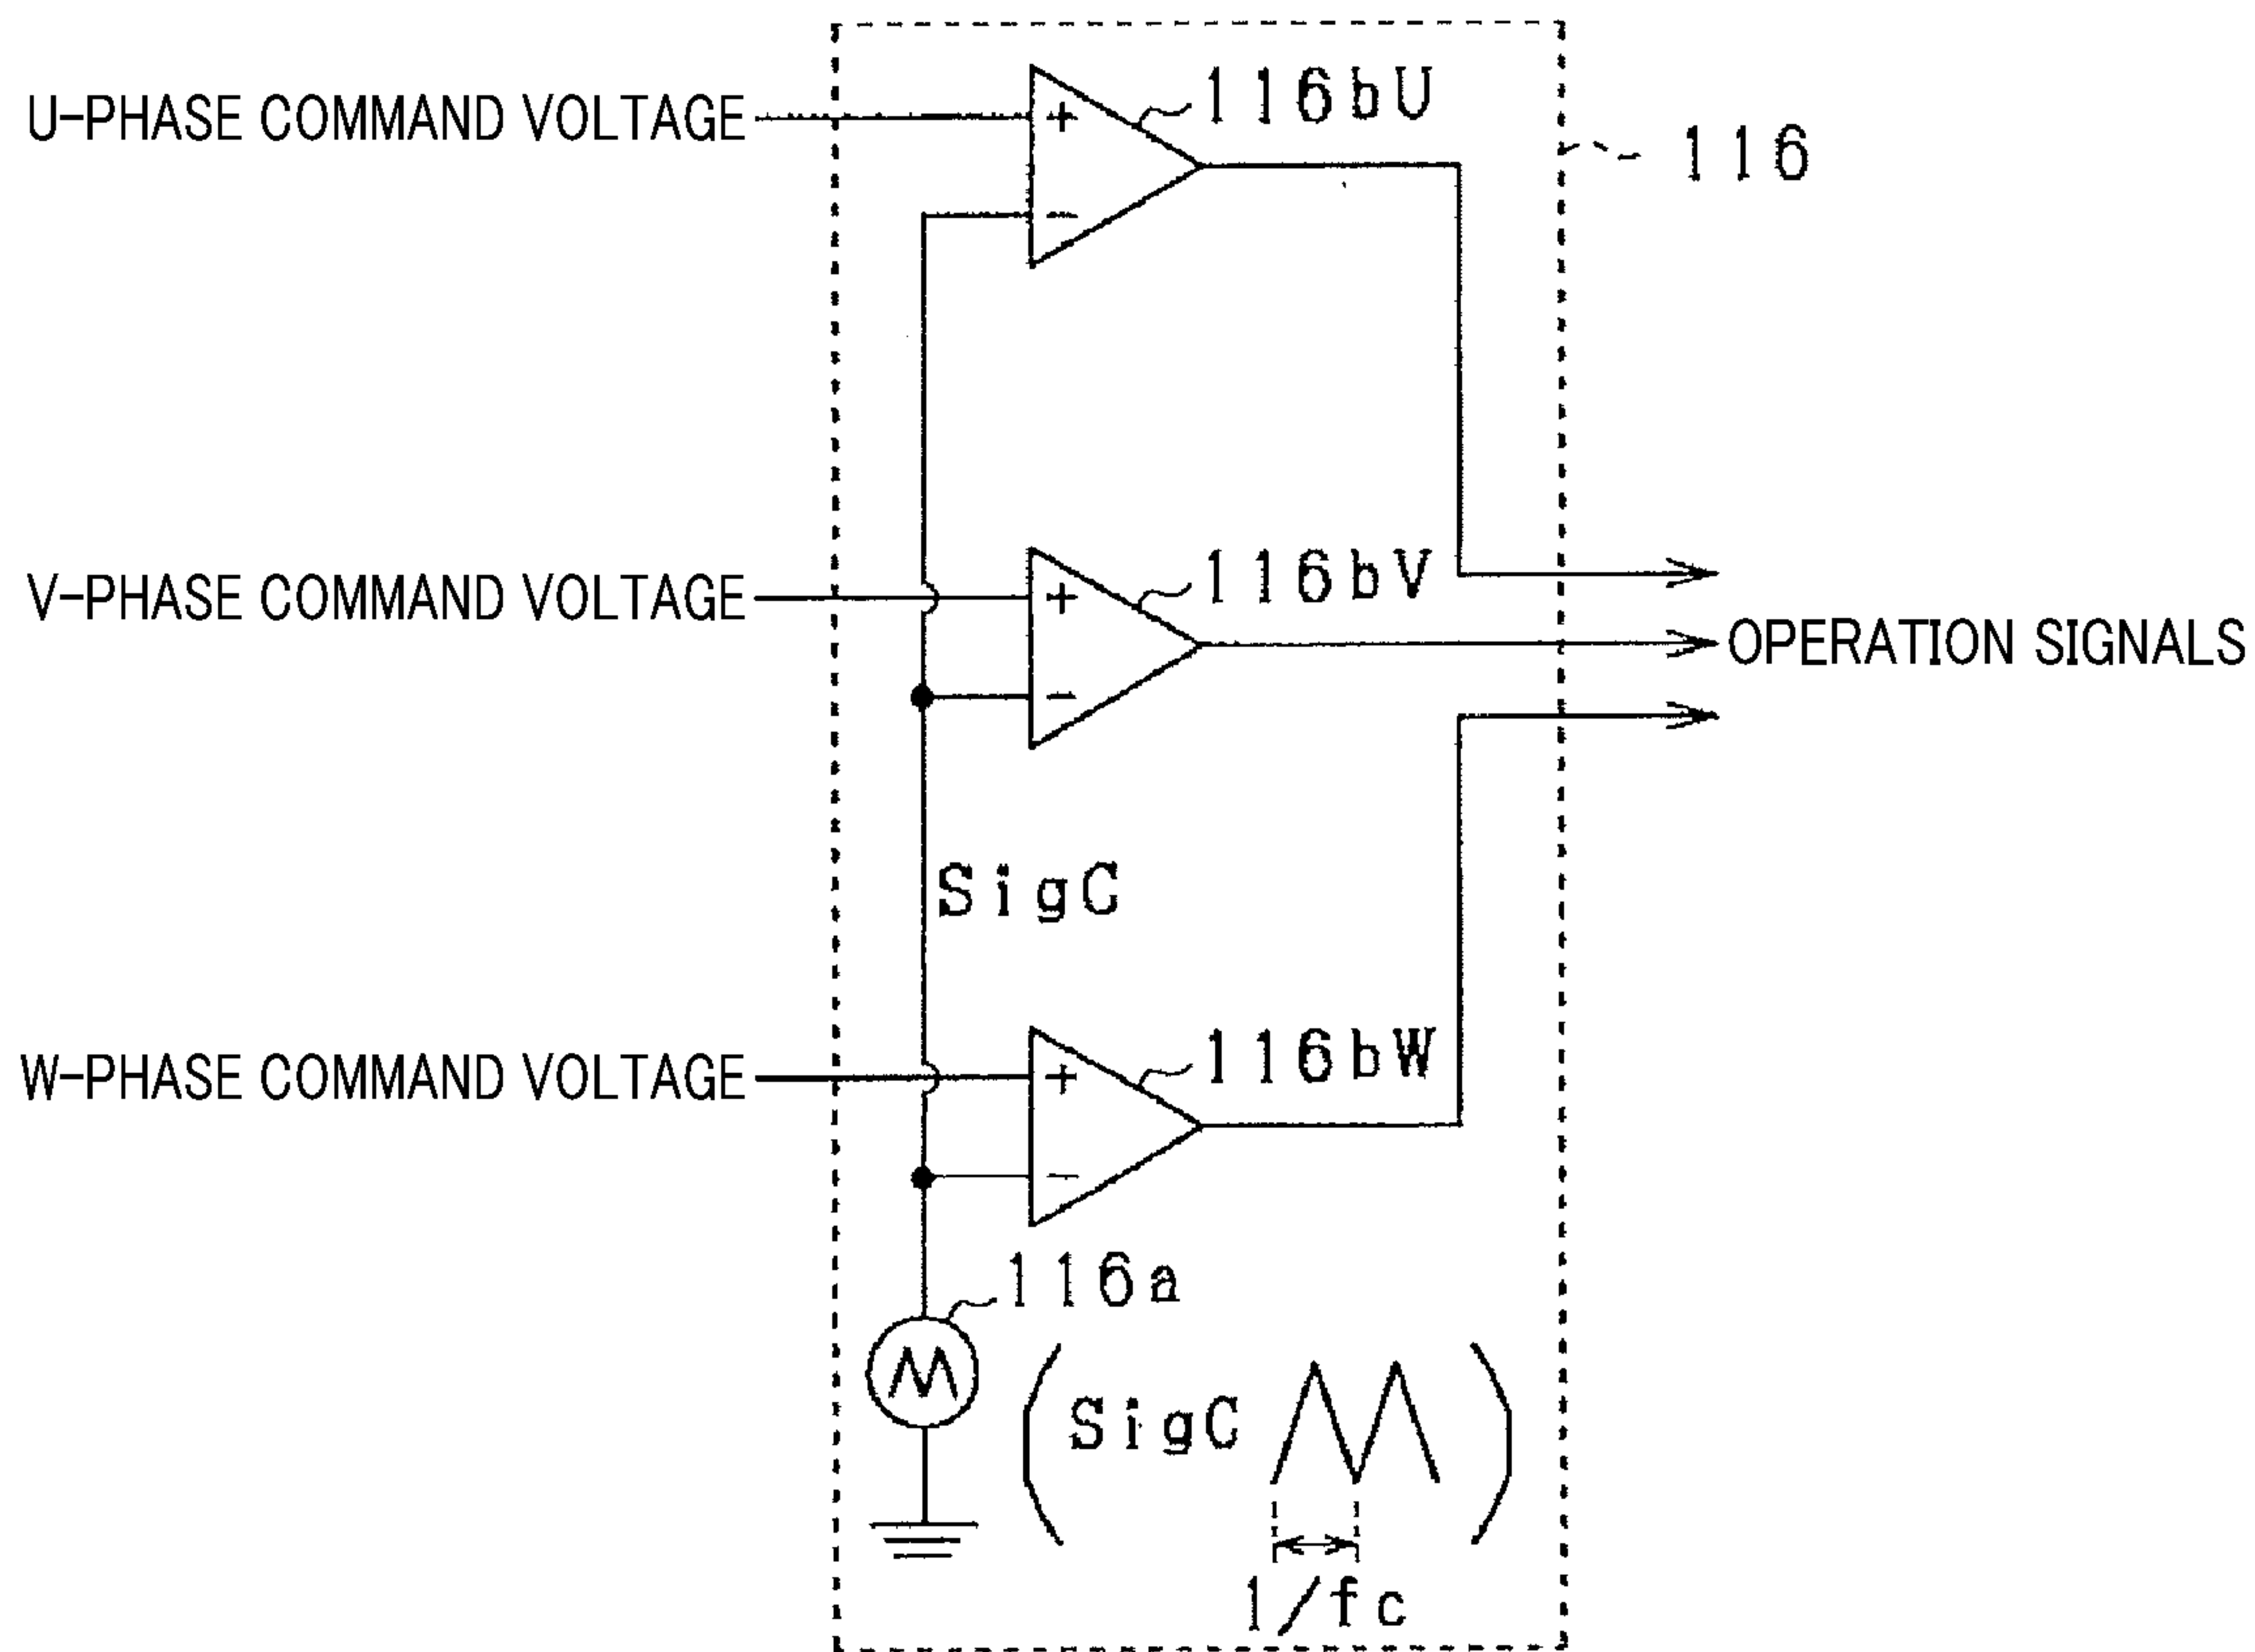 116bU
U-PHASE COMMAND VOLTAGE
+
116
−
116bV
V-PHASE COMMAND VOLTAGE
+
OPERATION SIGNALS
−
SigC
116bW
W-PHASE COMMAND VOLTAGE
+
−
116a
SigC
1/fc